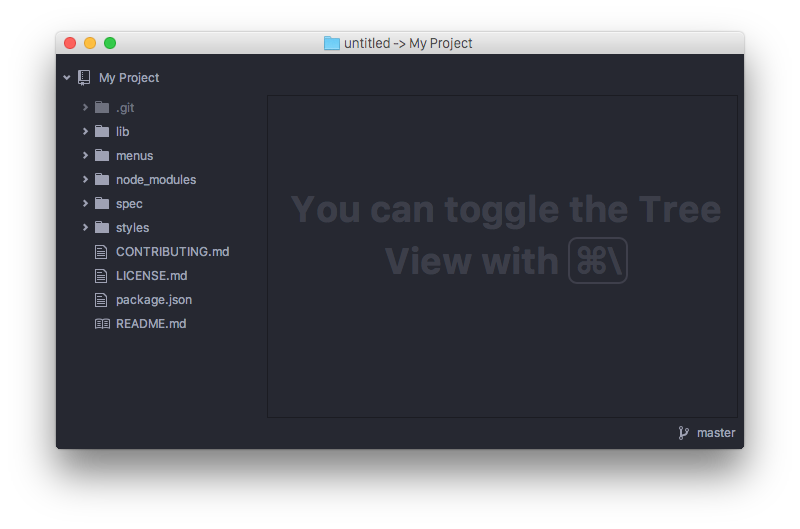 untitled -> My Project
My Project
.git
lib
menus
node_modules
spec
styles
CONTRIBUTING.md
LICENSE.md
package.json
README.md
You can toggle the Tree
View with ⌘\
master